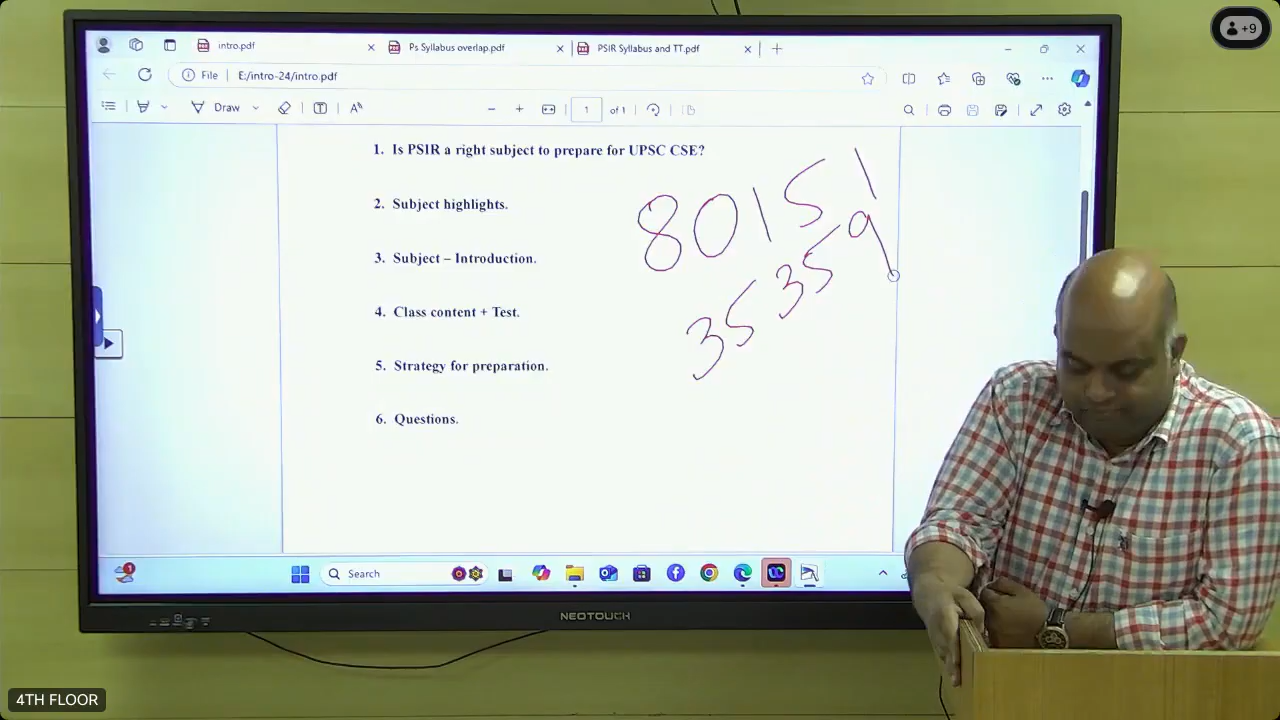 +9
intro.pdf
Ps Syllabus overlap.pdf
PSIR Syllabus and TT.pdf
File
E:/intro-24/intro.pdf
Draw
1 of 1
1. Is PSIR a right subject to prepare for UPSC CSE?
2. Subject highlights.
3. Subject – Introduction.
4. Class content + Test.
5. Strategy for preparation.
6. Questions.
80151
35359
1
Search
NEOTOUCH
4TH FLOOR